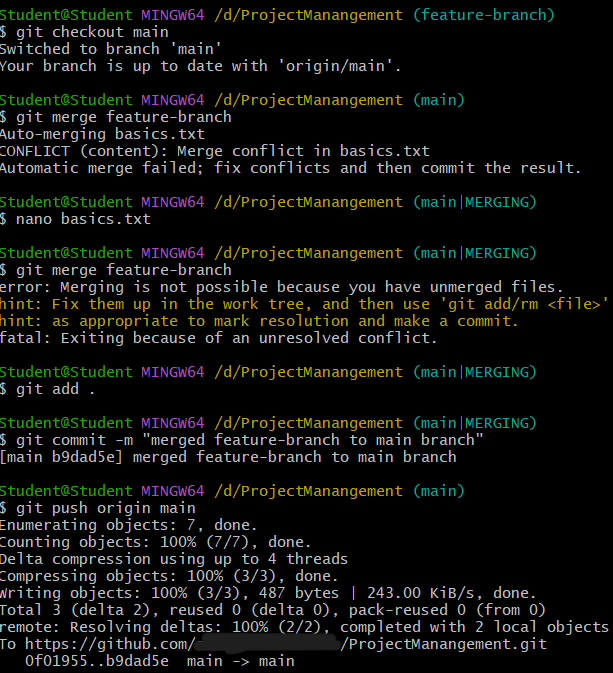 Student@Student MINGW64 /d/ProjectManangement (feature-branch)
$ git checkout main
Switched to branch 'main'
Your branch is up to date with 'origin/main'.
Student@Student MINGW64 /d/ProjectManangement (main)
$ git merge feature-branch
Auto-merging basics.txt
CONFLICT (content): Merge conflict in basics.txt
Automatic merge failed; fix conflicts and then commit the result.
Student@Student MINGW64 /d/ProjectManangement (main|MERGING)
$ nano basics.txt
Student@Student MINGW64 /d/ProjectManangement (main|MERGING)
$ git merge feature-branch
error: Merging is not possible because you have unmerged files.
hint: Fix them up in the work tree, and then use 'git add/rm <file>'
hint: as appropriate to mark resolution and make a commit.
fatal: Exiting because of an unresolved conflict.
Student@Student MINGW64 /d/ProjectManangement (main|MERGING)
$ git add .
Student@Student MINGW64 /d/ProjectManangement (main|MERGING)
$ git commit -m "merged feature-branch to main branch"
[main b9dad5e] merged feature-branch to main branch
Student@Student MINGW64 /d/ProjectManangement (main)
$ git push origin main
Enumerating objects: 7, done.
Counting objects: 100% (7/7), done.
Delta compression using up to 4 threads
Compressing objects: 100% (3/3), done.
Writing objects: 100% (3/3), 487 bytes | 243.00 KiB/s, done.
Total 3 (delta 2), reused 0 (delta 0), pack-reused 0 (from 0)
remote: Resolving deltas: 100% (2/2), completed with 2 local objects
To https://github.com/ /ProjectManangement.git
0f01955..b9dad5e main -> main